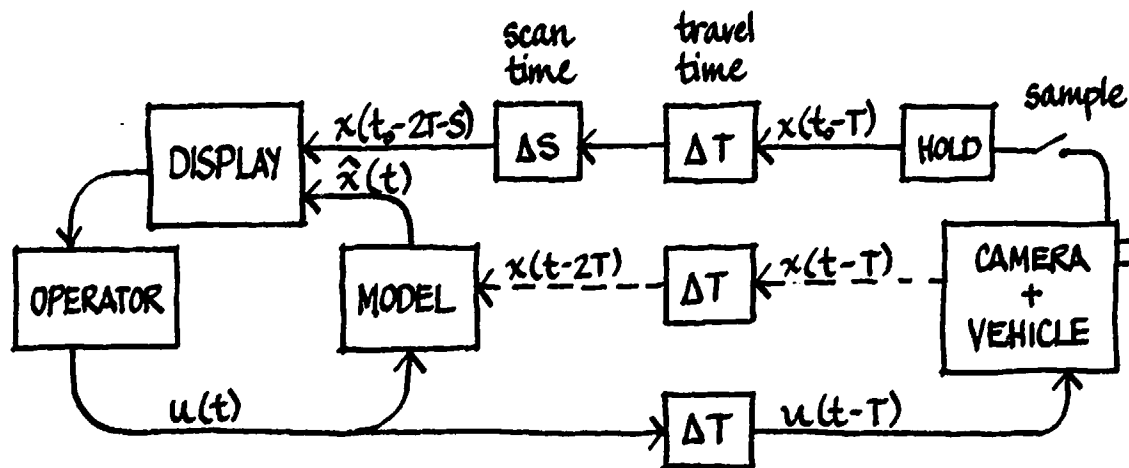 scan
time
travel
time
sample
DISPLAY
x(t₀-2T-S)
x̂(t)
ΔS
ΔT
x(t₀-T)
HOLD
OPERATOR
MODEL
x(t-2T)
ΔT
x(t-T)
CAMERA
+
VEHICLE
u(t)
ΔT
u(t-T)